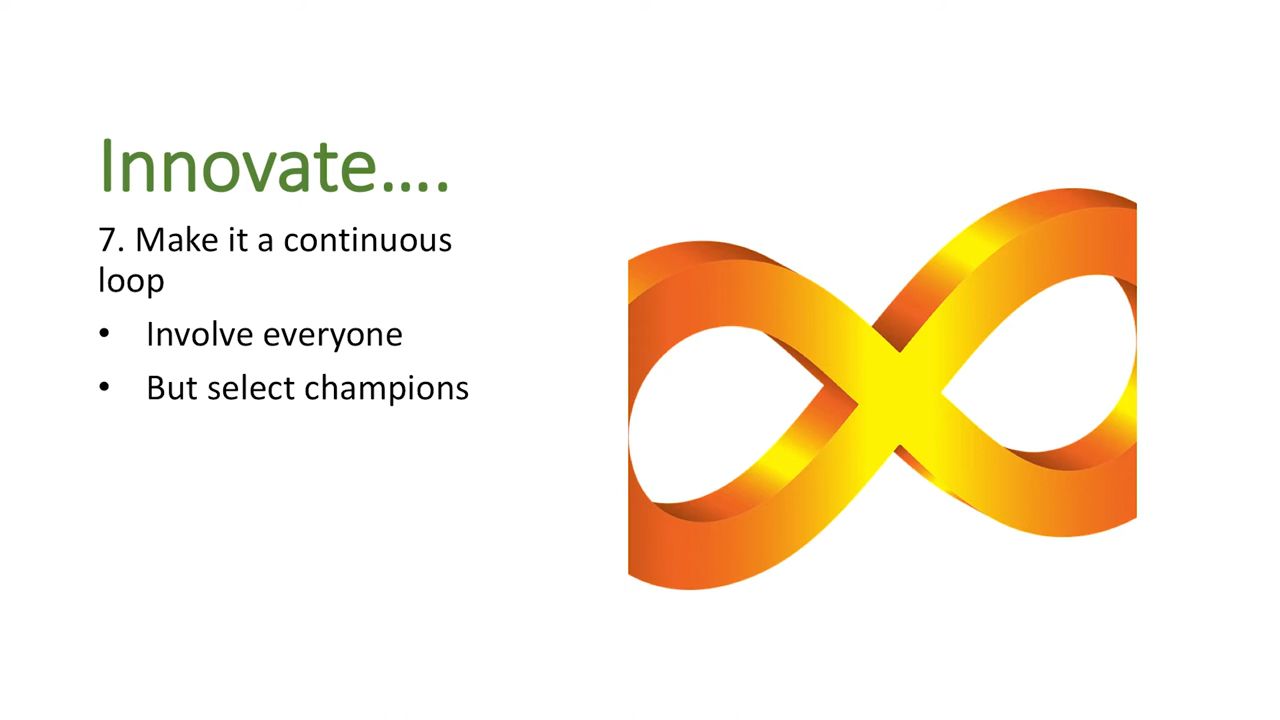 Innovate....
7. Make it a continuous
loop
• Involve everyone
• But select champions